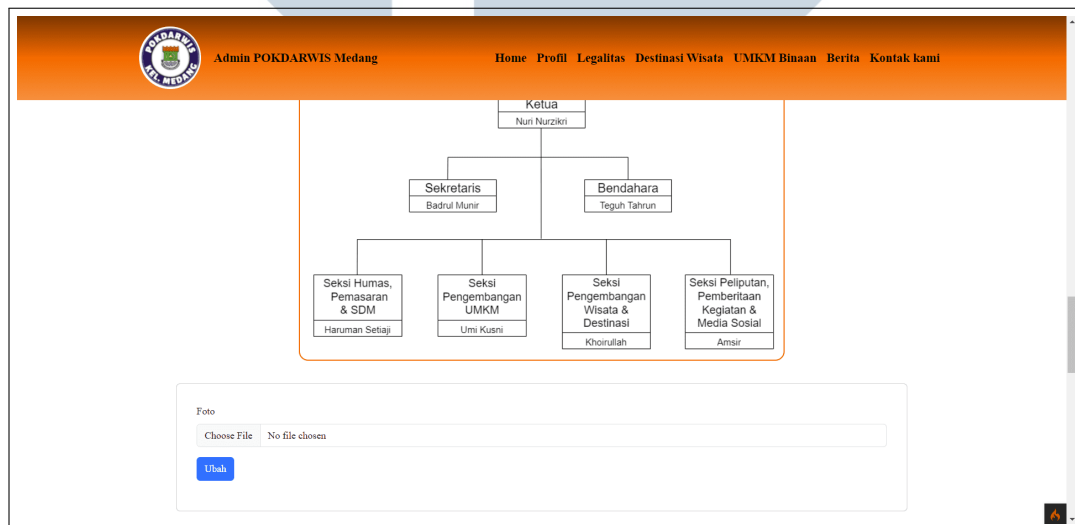 POKDARWIS
KEL. MEDANG
Admin POKDARWIS Medang
Home Profil Legalitas Destinasi Wisata UMKM Binaan Berita Kontak kami
Ketua
Nuri Nurzikri
Sekretaris
Badrul Munir
Bendahara
Teguh Tahrun
Seksi Humas,
Pemasaran
& SDM
Haruman Setiaji
Seksi
Pengembangan
UMKM
Umi Kusni
Seksi
Pengembangan
Wisata &
Destinasi
Khoirullah
Seksi Peliputan,
Pemberitaan
Kegiatan &
Media Sosial
Amsir
Foto
Choose File No file chosen
Ubah